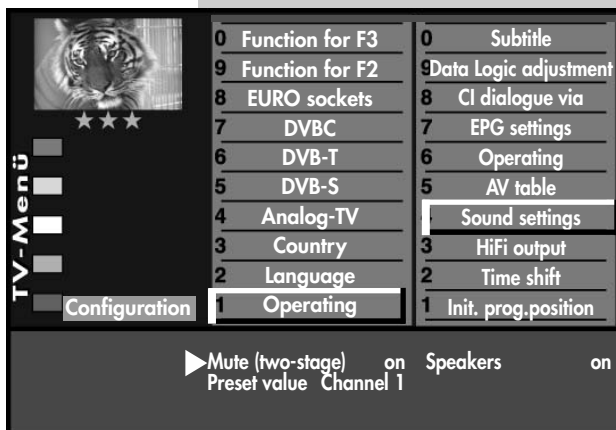 TV-Menü
Configuration
0 Function for F3
9 Function for F2
8 EURO sockets
7 DVBC
6 DVB-T
5 DVB-S
4 Analog-TV
3 Country
2 Language
1 Operating
0 Subtitle
9 Data Logic adjustment
8 CI dialogue via
7 EPG settings
6 Operating
5 AV table
Sound settings
3 HiFi output
2 Time shift
1 Init. prog.position
Mute (two-stage) on Speakers on
Preset value Channel 1